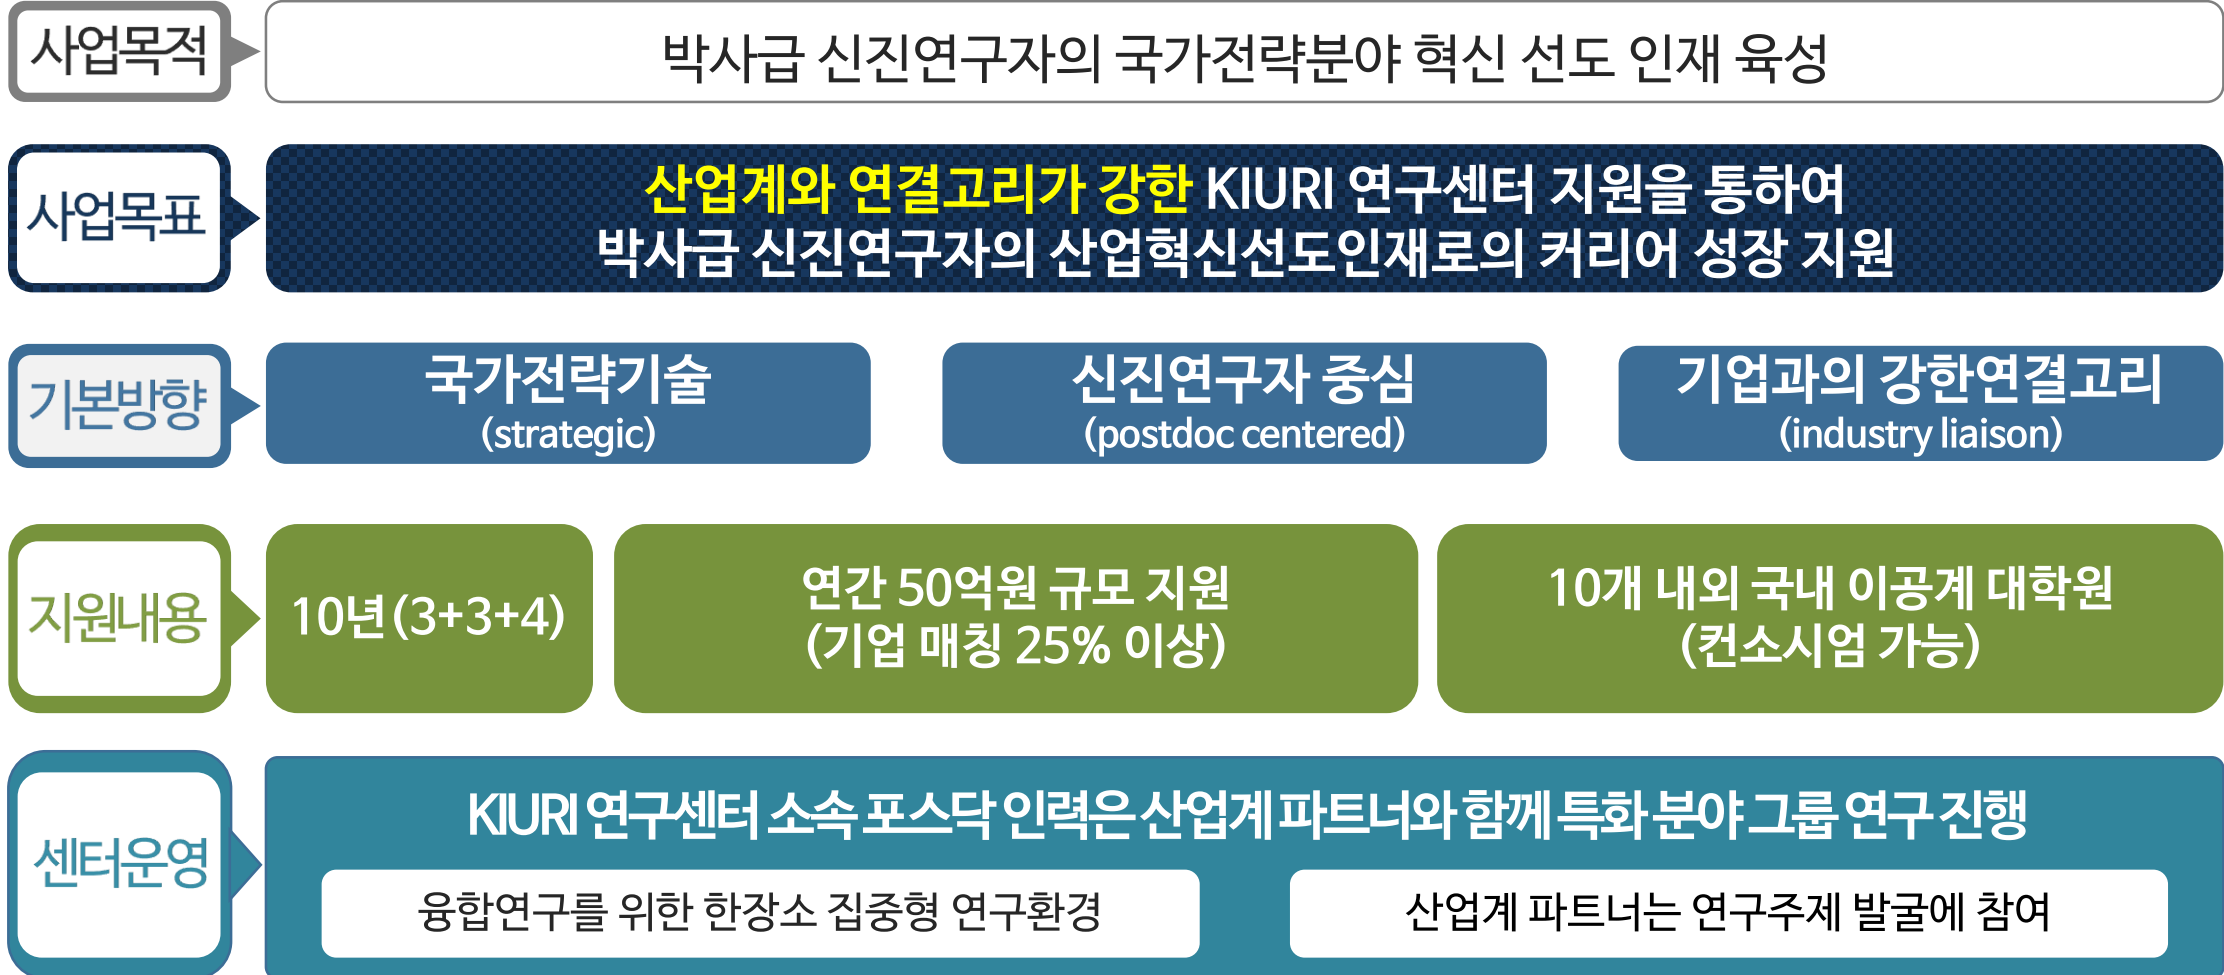 사업목적
박사급 신진연구자의 국가전략분야 혁신 선도 인재 육성
사업목표
산업계와 연결고리가 강한 KIURI 연구센터 지원을 통하여
박사급 신진연구자의 산업혁신선도인재로의 커리어 성장 지원
기본방향
국가전략기술
(strategic)
신진연구자 중심
(postdoc centered)
기업과의 강한연결고리
(industry liaison)
지원내용
10년(3+3+4)
연간 50억원 규모 지원
(기업 매칭 25% 이상)
10개 내외 국내 이공계 대학원
(컨소시엄 가능)
센터운영
KIURI 연구센터 소속 포스닥 인력은 산업계 파트너와 함께 특화 분야 그룹 연구 진행
융합연구를 위한 한장소 집중형 연구환경
산업계 파트너는 연구주제 발굴에 참여